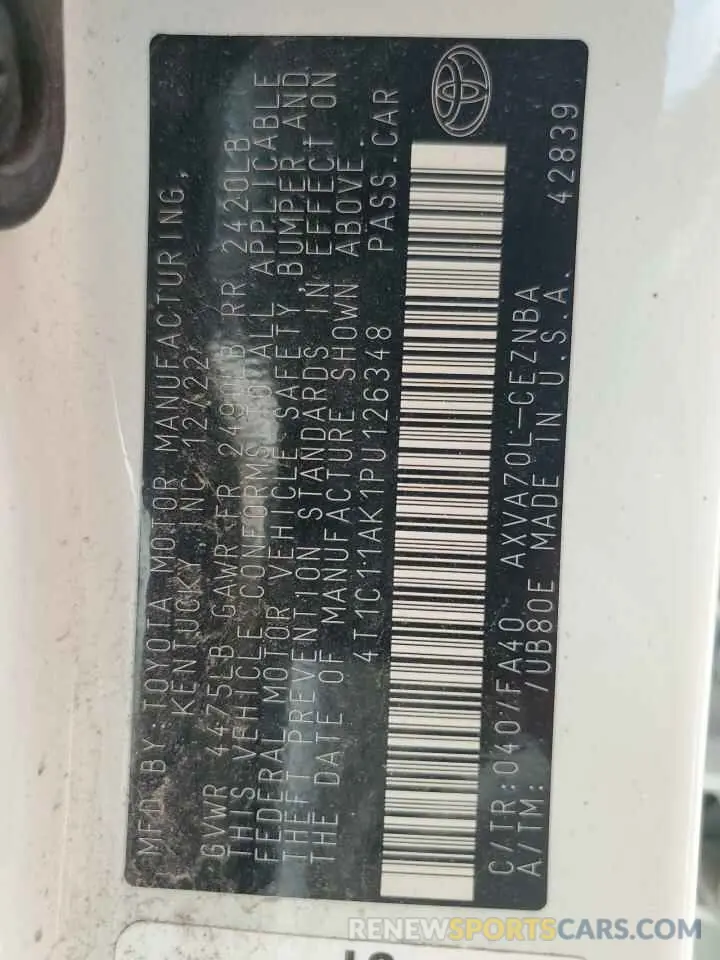 MFD BY TOYOTA MOTOR MANUFACTURING,
KENTUCKY, INC. 12/22
GVWR 4475LB GAWR FR 2490LB RR 2420LB
THIS VEHICLE CONFORMS TO ALL APPLICABLE
FEDERAL MOTOR VEHICLE SAFETY, BUMPER, AND
THEFT PREVENTION STANDARDS IN EFFECT ON
THE DATE OF MANUFACTURE SHOWN ABOVE.
4T1C11AK1PU126348 PASS.CAR
C/TR:040/FA40 AXVA70L-CEZNBA
A/TM: /UB80E MADE IN U.S.A. 42839
RENEWSPORTSCARS.COM